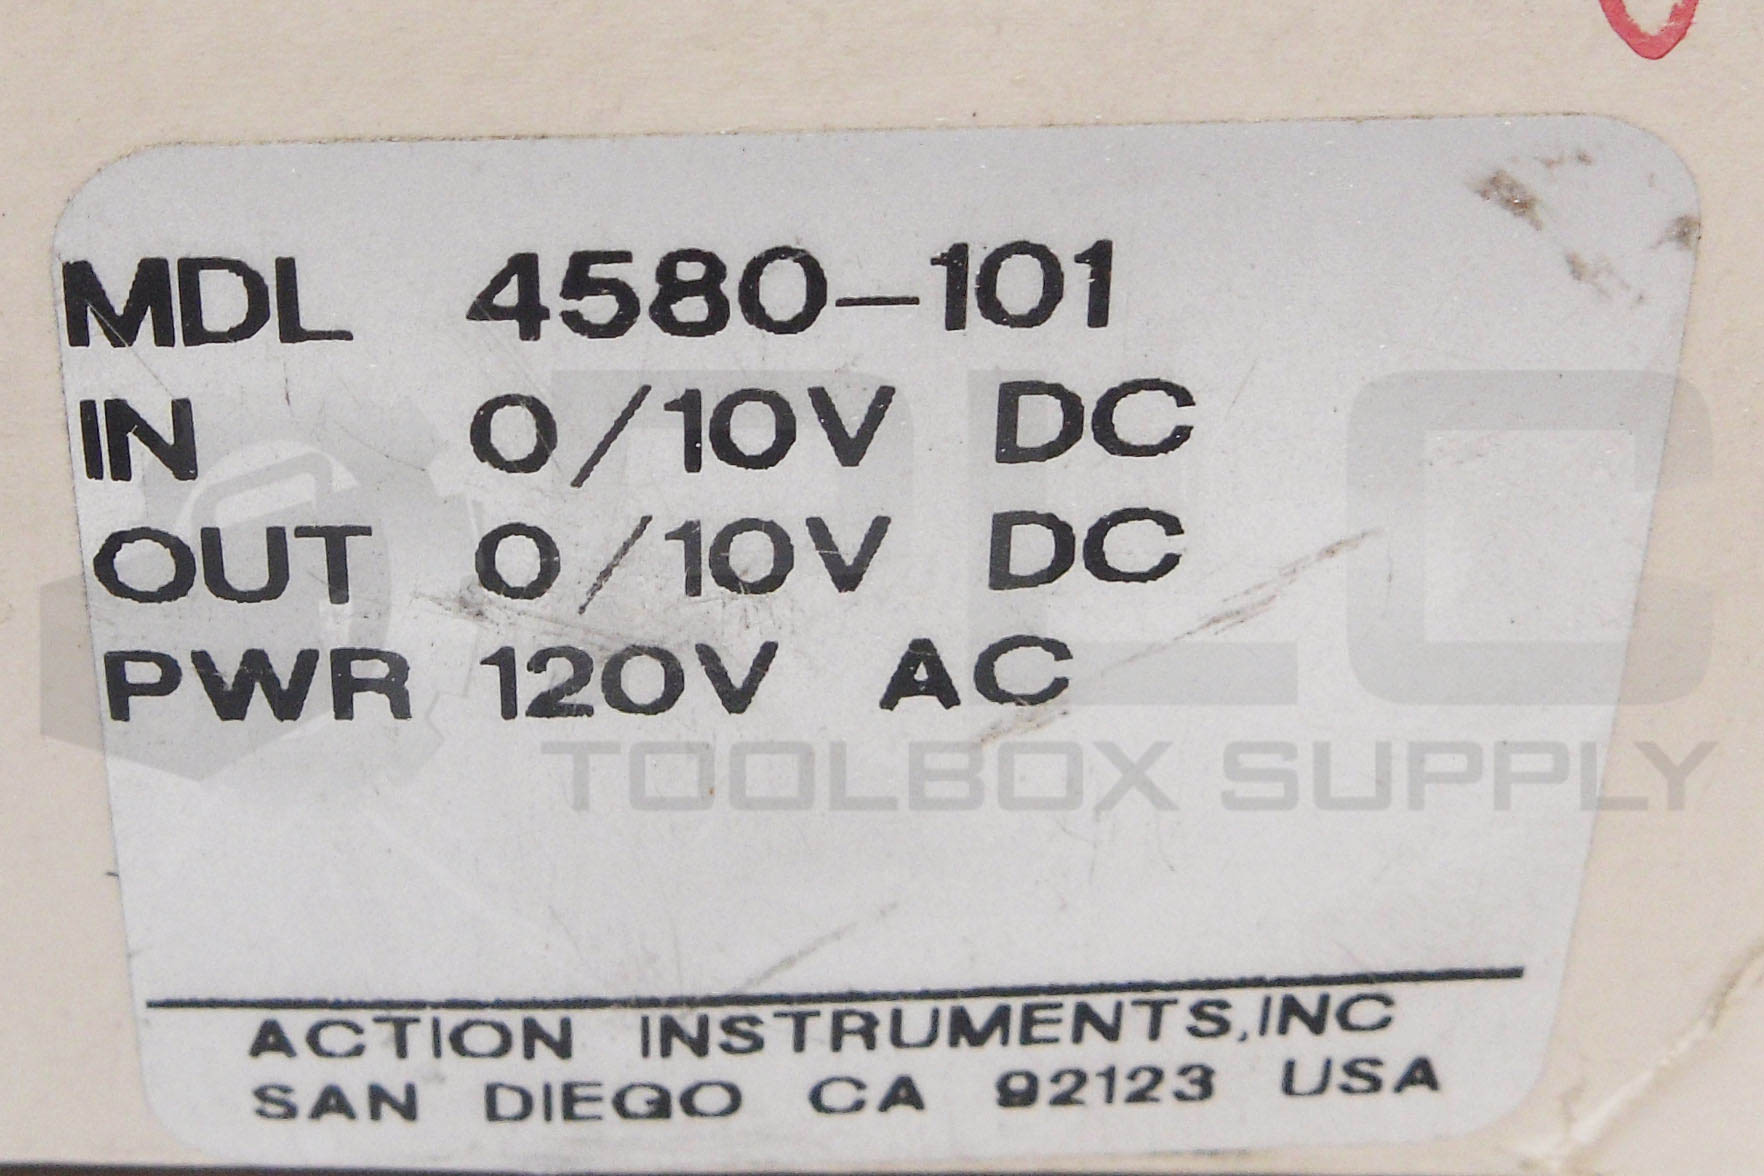 MDL 4580-101
IN 0/10V DC
OUT 0/10V DC
PWR 120V AC
PLC
TOOLBOX SUPPLY
ACTION INSTRUMENTS, INC
SAN DIEGO CA 92123 USA